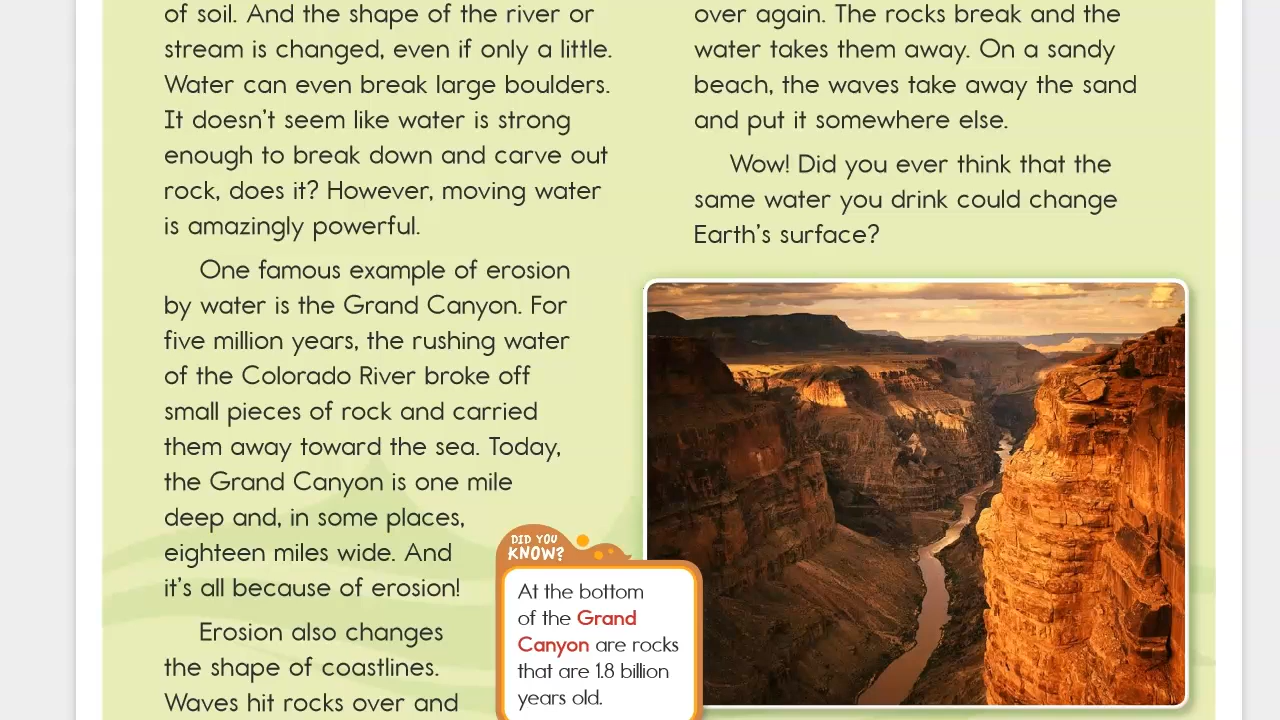 of soil. And the shape of the river or
stream is changed, even if only a little.
Water can even break large boulders.
It doesn't seem like water is strong
enough to break down and carve out
rock, does it? However, moving water
is amazingly powerful.
One famous example of erosion
by water is the Grand Canyon. For
five million years, the rushing water
of the Colorado River broke off
small pieces of rock and carried
them away toward the sea. Today,
the Grand Canyon is one mile
deep and, in some places,
eighteen miles wide. And
it's all because of erosion!
Erosion also changes
the shape of coastlines.
Waves hit rocks over and
over again. The rocks break and the
water takes them away. On a sandy
beach, the waves take away the sand
and put it somewhere else.
Wow! Did you ever think that the
same water you drink could change
Earth's surface?
DID YOU
KNOW?
At the bottom
of the Grand
Canyon are rocks
that are 1.8 billion
years old.